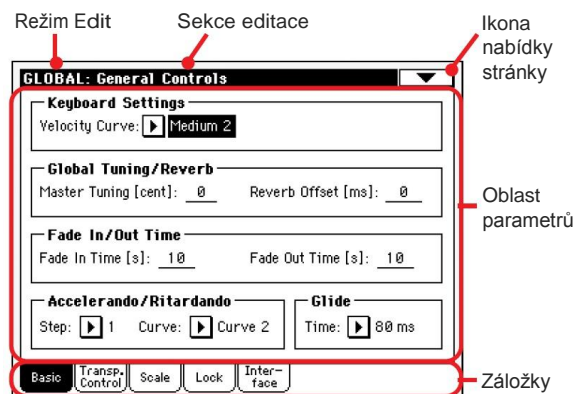 Režim Edit
Sekce editace
Ikona
nabídky
stránky
GLOBAL: General Controls
Keyboard Settings
Velocity Curve: Medium 2
Global Tuning/Reverb
Master Tuning [cent]: 0 Reverb Offset [ms]: 0
Oblast
parametrů
Fade In/Out Time
Fade In Time [s]: 10 Fade Out Time [s]: 10
Accelerando/Ritardando Glide
Step: 1 Curve: Curve 2 Time: 80 ms
Basic Transp. Control Scale Lock Inter-face
Záložky